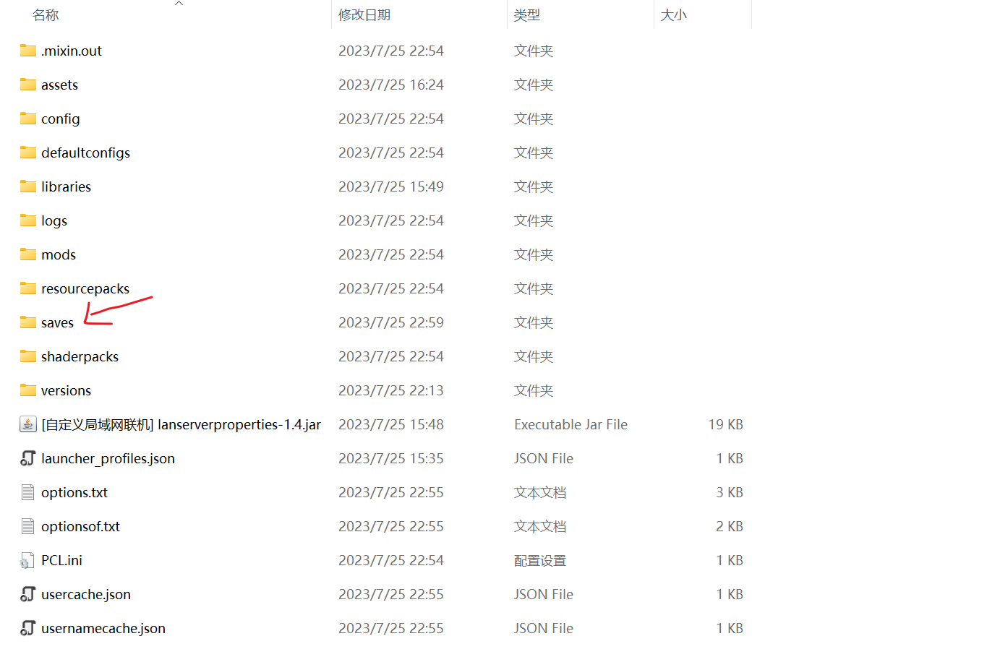 名称 修改日期 类型 大小
.mixin.out 2023/7/25 22:54 文件夹
assets 2023/7/25 16:24 文件夹
config 2023/7/25 22:54 文件夹
defaultconfigs 2023/7/25 22:54 文件夹
libraries 2023/7/25 15:49 文件夹
logs 2023/7/25 22:54 文件夹
mods 2023/7/25 22:54 文件夹
resourcepacks 2023/7/25 22:54 文件夹
saves 2023/7/25 22:59 文件夹
shaderpacks 2023/7/25 22:54 文件夹
versions 2023/7/25 22:13 文件夹
[自定义局域网联机] lanserverproperties-1.4.jar 2023/7/25 15:48 Executable Jar File 19 KB
launcher_profiles.json 2023/7/25 15:35 JSON File 1 KB
options.txt 2023/7/25 22:55 文本文档 3 KB
optionsof.txt 2023/7/25 22:55 文本文档 2 KB
PCL.ini 2023/7/25 22:54 配置设置 1 KB
usercache.json 2023/7/25 22:55 JSON File 1 KB
usernamecache.json 2023/7/25 22:55 JSON File 1 KB